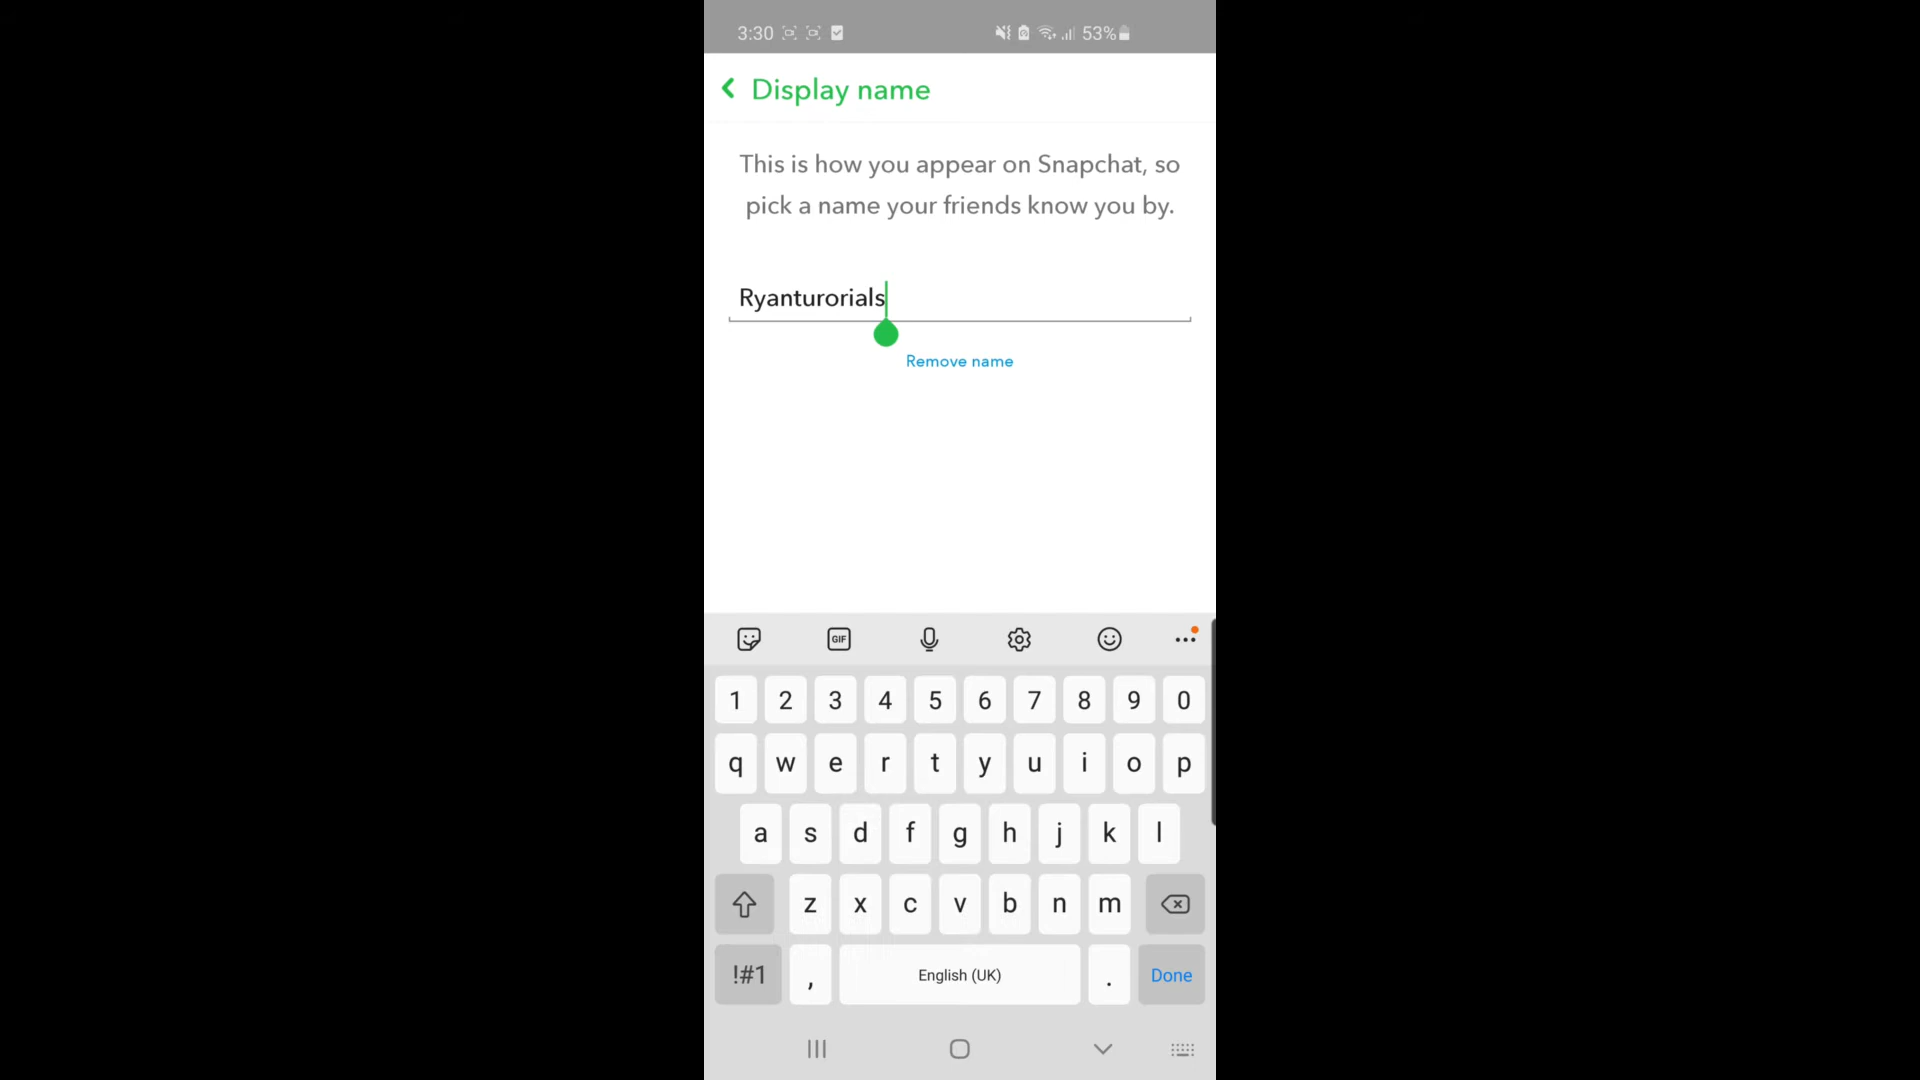 3:30 53%
Display name
This is how you appear on Snapchat, so
pick a name your friends know you by.
Ryanturorials
Remove name
GIF
1 2 3 4 5 6 7 8 9 0
q w e r t y u i o p
a s d f g h j k l
z x c v b n m
!#1 , English (UK) . Done